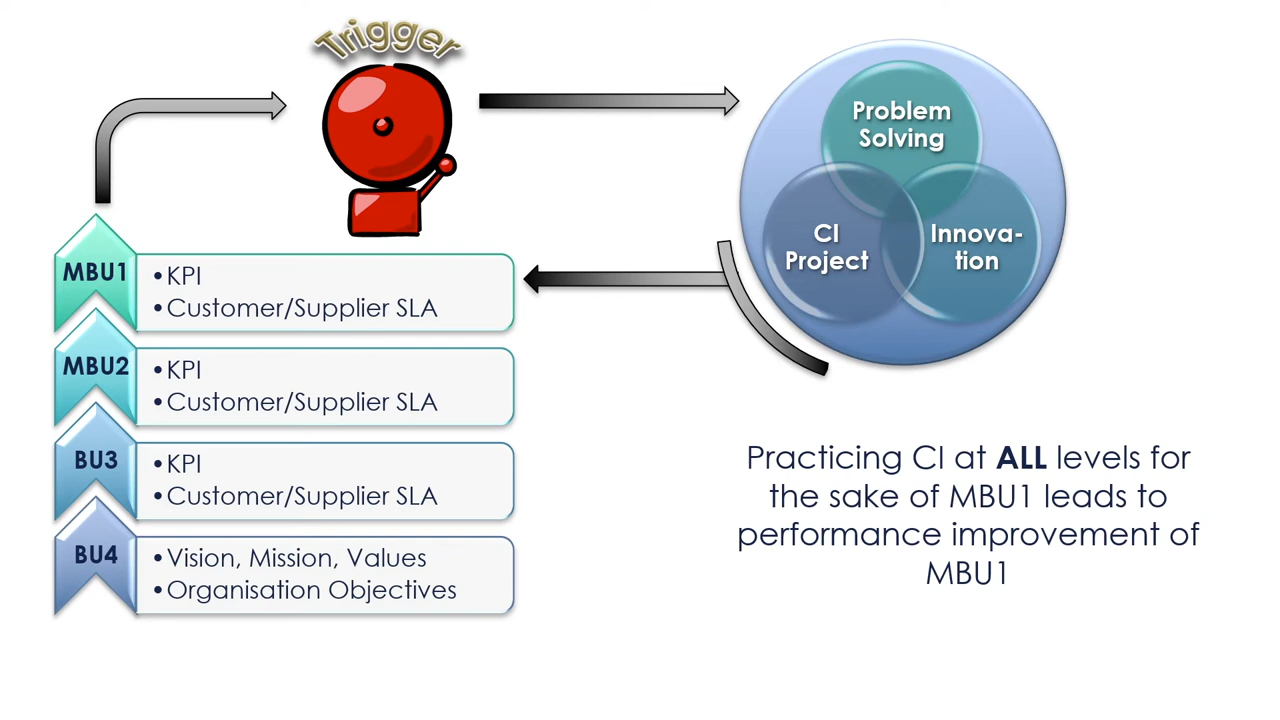 Trigger
Problem
Solving
CI
Project
Innova-
tion
MBU1
•KPI
•Customer/Supplier SLA
MBU2
•KPI
•Customer/Supplier SLA
BU3
•KPI
•Customer/Supplier SLA
BU4
•Vision, Mission, Values
•Organisation Objectives
Practicing CI at ALL levels for
the sake of MBU1 leads to
performance improvement of
MBU1